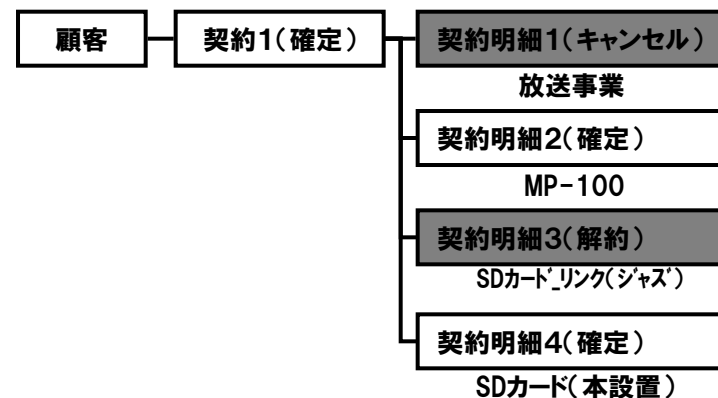 顧客
契約1(確定)
契約明細1(キャンセル)
放送事業
契約明細2(確定)
MP-100
契約明細3(解約)
SDｶｰﾄﾞ_ﾘﾝｸ(ｼﾞｬｽﾞ)
契約明細4(確定)
SDｶｰﾄﾞ(本設置)